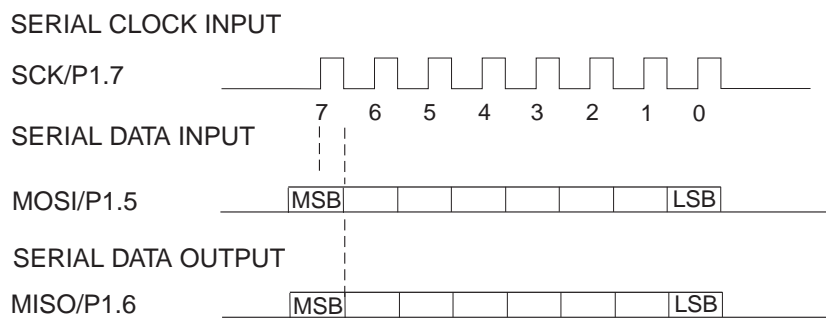 SERIAL CLOCK INPUT
SCK/P1.7
7 6 5 4 3 2 1 0
SERIAL DATA INPUT
MOSI/P1.5 MSB LSB
SERIAL DATA OUTPUT
MISO/P1.6 MSB LSB